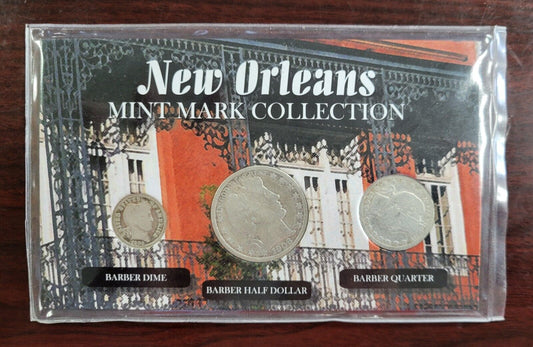 New Orleans
MINT MARK COLLECTION
BARBER DIME
BARBER HALF DOLLAR
BARBER QUARTER